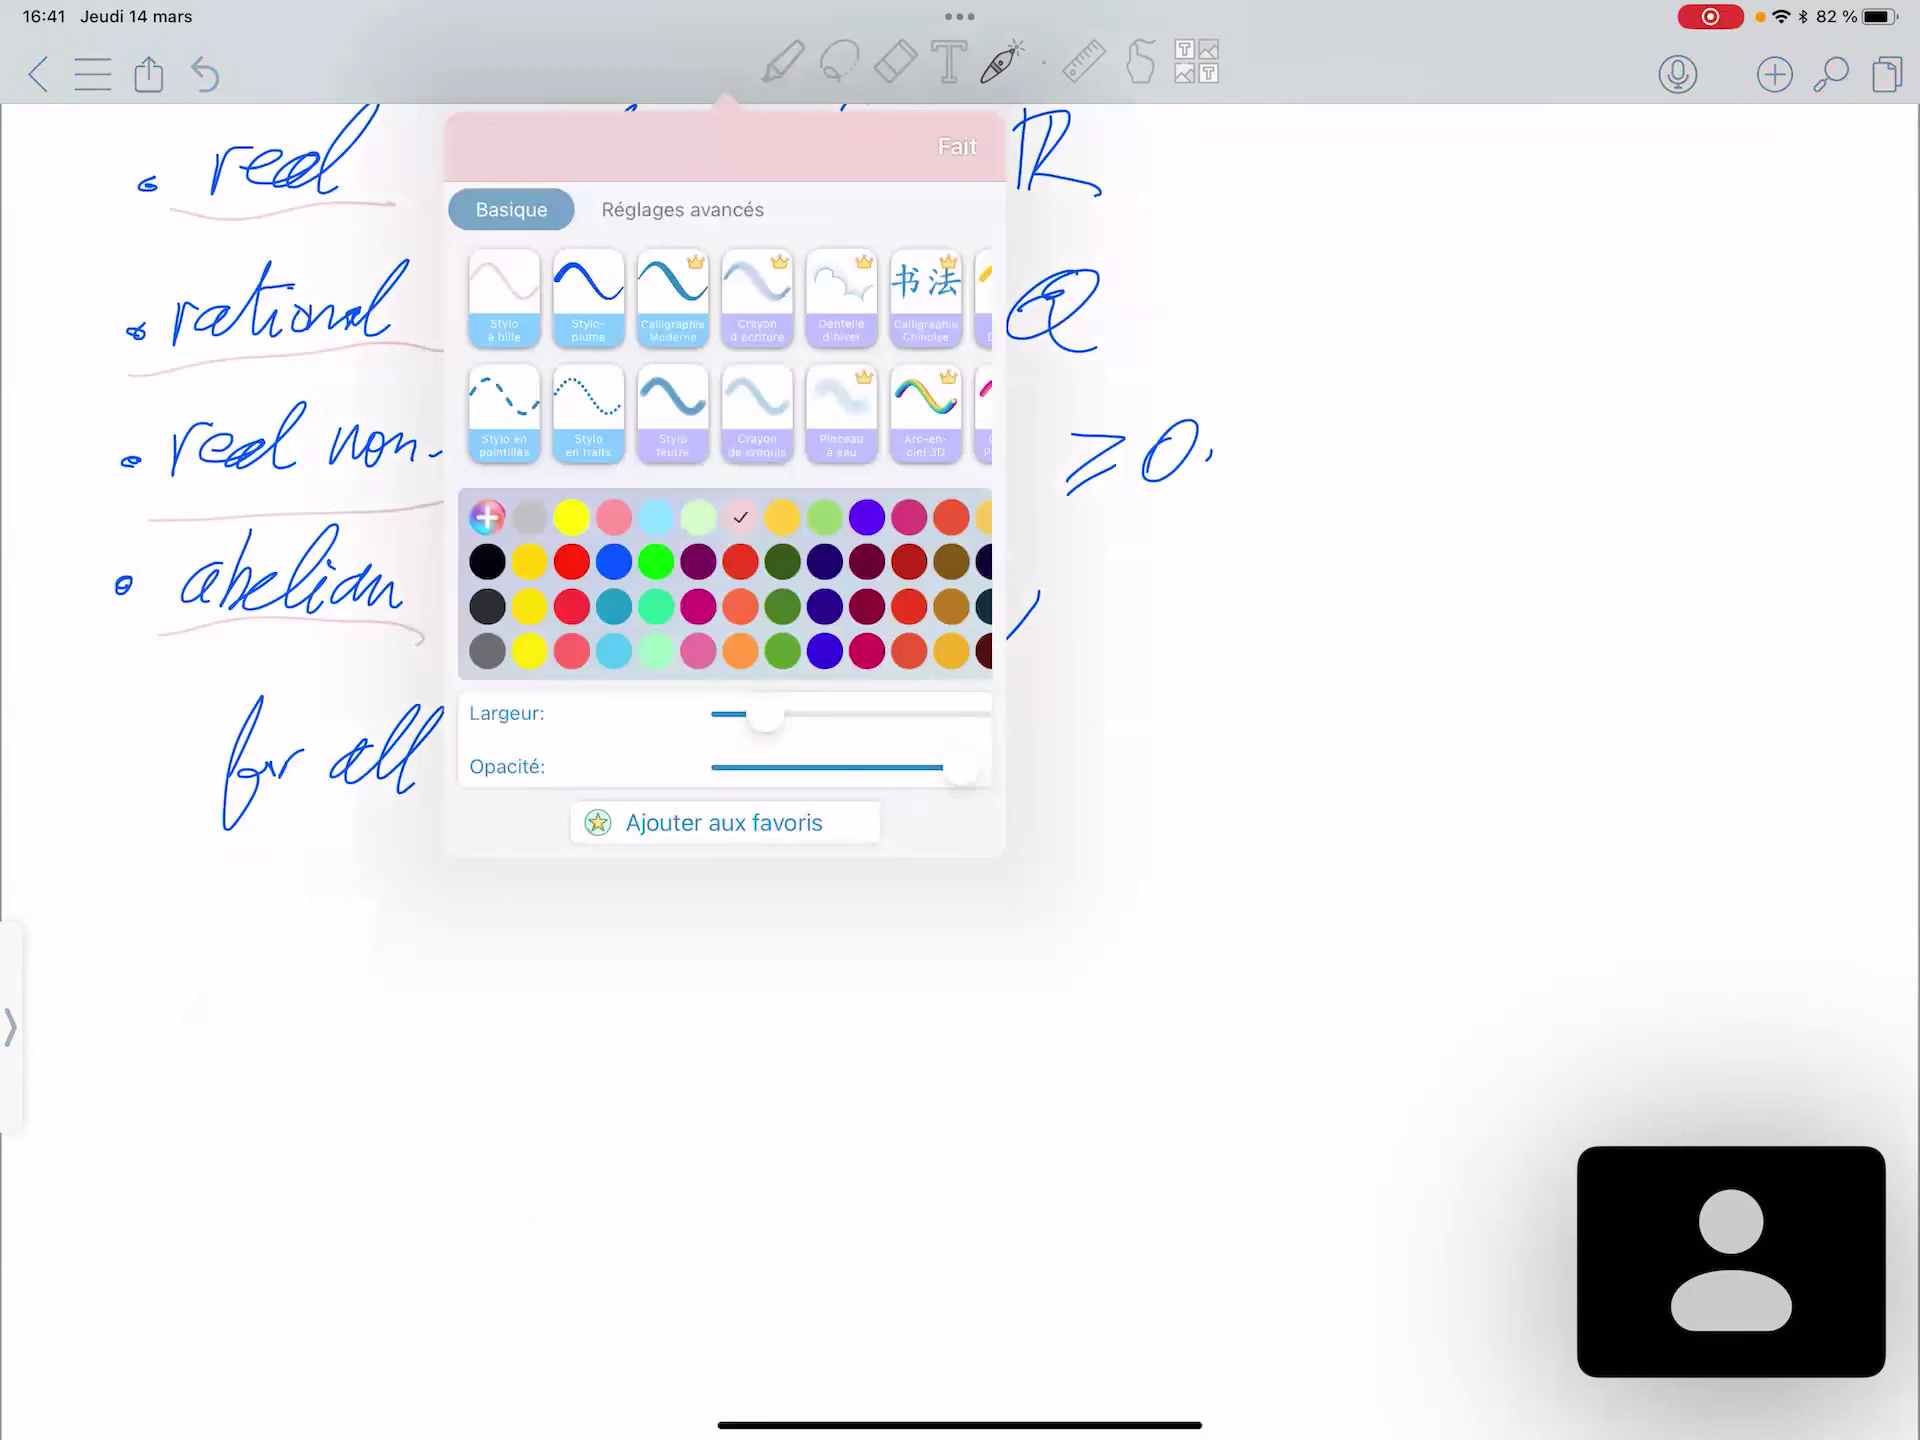 16:41 Jeudi 14 mars
82 %
Fait
Basique Réglages avancés
Stylo à bille
Stylo-plume
Calligraphie Moderne
Crayon d'écriture
Dentelle d'hiver
书法
Calligraphie Chinoise
Stylo en pointillés
Stylo en traits
Stylo feutre
Crayon de croquis
Pinceau à eau
Arc-en-ciel 3D
Largeur:
Opacité:
Ajouter aux favoris
• real ℝ
• rational ℚ
• real non- ≥ 0.
• abelian ,
for all